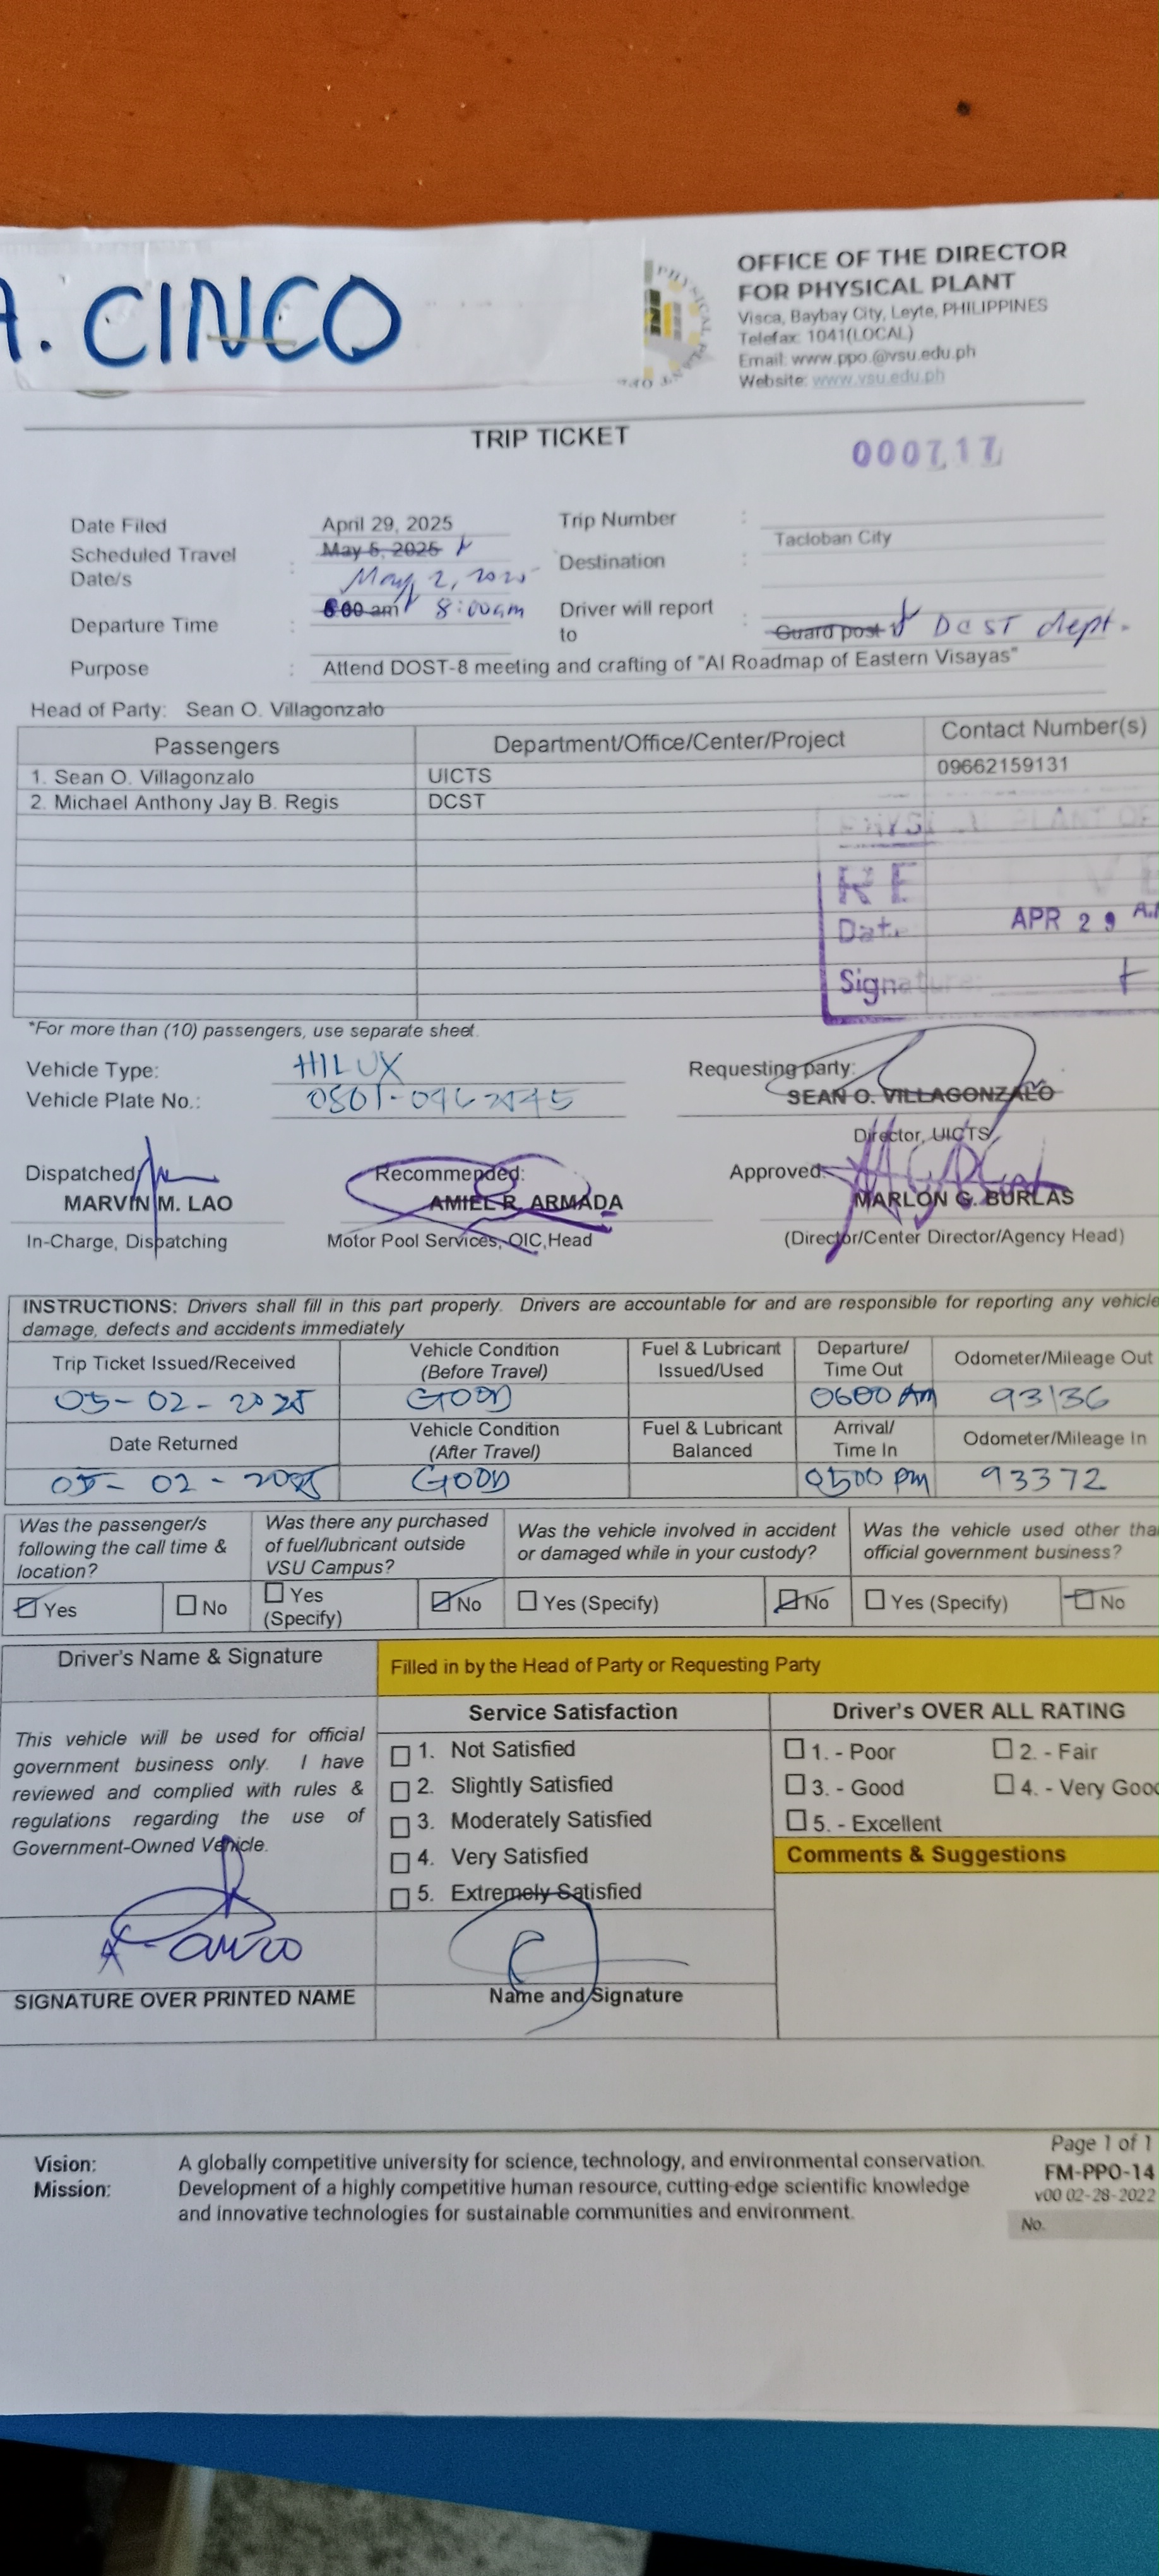 A. CINCO
OFFICE OF THE DIRECTOR
FOR PHYSICAL PLANT
Visca, Baybay City, Leyte, PHILIPPINES
Telefax: 1041(LOCAL)
Email: www.ppo.@vsu.edu.ph
Website: www.vsu.edu.ph
TRIP TICKET
000717
Date Filed April 29, 2025 Trip Number :
Scheduled Travel Date/s : May 5, 2025 May 2, 2025 Destination : Tacloban City
Departure Time : 6:00 am 8:00am Driver will report to : Guard post DCST dept.
Purpose : Attend DOST-8 meeting and crafting of "AI Roadmap of Eastern Visayas"
Head of Party: Sean O. Villagonzalo
Passengers Department/Office/Center/Project Contact Number(s)
1. Sean O. Villagonzalo UICTS 09662159131
2. Michael Anthony Jay B. Regis DCST
PHYSI PLANT OF
RE IVE
Date APR 29
Signature:
*For more than (10) passengers, use separate sheet.
Vehicle Type: HILUX Requesting party:
Vehicle Plate No.: SEAN O. VILLAGONZALO
Director, UICTS
Dispatched Recommended: Approved:
MARVIN M. LAO AMIEL R. ARMADA MARLON G. BURLAS
In-Charge, Dispatching Motor Pool Services, OIC,Head (Director/Center Director/Agency Head)
INSTRUCTIONS: Drivers shall fill in this part properly. Drivers are accountable for and are responsible for reporting any vehicle
damage, defects and accidents immediately
Trip Ticket Issued/Received Vehicle Condition (Before Travel) Fuel & Lubricant Issued/Used Departure/ Time Out Odometer/Mileage Out
05-02-2025 GOOD 0600 AM 93136
Date Returned Vehicle Condition (After Travel) Fuel & Lubricant Balanced Arrival/ Time In Odometer/Mileage In
05-02-2025 GOOD 0500 pm 93372
Was the passenger/s following the call time & location? Was there any purchased of fuel/lubricant outside VSU Campus? Was the vehicle involved in accident or damaged while in your custody? Was the vehicle used other tha official government business?
Yes No Yes (Specify) No Yes (Specify) No Yes (Specify) No
Driver's Name & Signature Filled in by the Head of Party or Requesting Party
Service Satisfaction Driver's OVER ALL RATING
This vehicle will be used for official
government business only. I have
reviewed and complied with rules &
regulations regarding the use of
Government-Owned Vehicle.
1. Not Satisfied
2. Slightly Satisfied
3. Moderately Satisfied
4. Very Satisfied
5. Extremely Satisfied
1. - Poor 2. - Fair
3. - Good 4. - Very Good
5. - Excellent
Comments & Suggestions
SIGNATURE OVER PRINTED NAME Name and Signature
Page 1 of 1
Vision: A globally competitive university for science, technology, and environmental conservation.
FM-PPO-14
Mission: Development of a highly competitive human resource, cutting-edge scientific knowledge
and innovative technologies for sustainable communities and environment.
v00 02-28-2022
No.